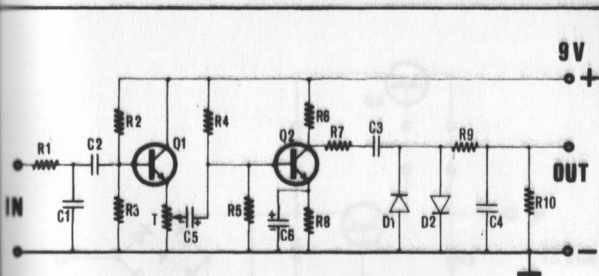 9V +
R2
Q1
R4
Q2
R6
R7
C3
R9
R1
C2
OUT
IN
C1
R3
T
C5
+
R5
+
C6
R8
D1
D2
C4
R10
-